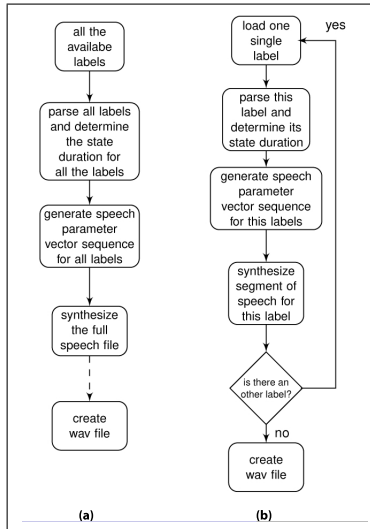 all the
availabe
labels
parse all labels
and determine
the state
duration for
all the labels
generate speech
parameter
vector sequence
for all labels
synthesize
the full
speech file
create
wav file
(a)
load one
single
label
yes
parse this
label and
determine its
state duration
generate speech
parameter
vector sequence
for this labels
synthesize
segment of
speech for
this label
is there an
other label?
no
create
wav file
(b)